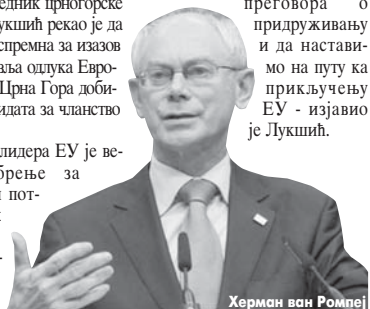 едник црногорске
укшић рекао је да
спремна за изазов
ваља одлука Евро-
Црна Гора доби-
идата за чланство
лидера ЕУ је ве-
брење за
пот-
преговора о
придруживању
и да настави-
мо на путу ка
прикључењу
ЕУ - изјавио
је Лукшић.
Херман ван Ромпеј